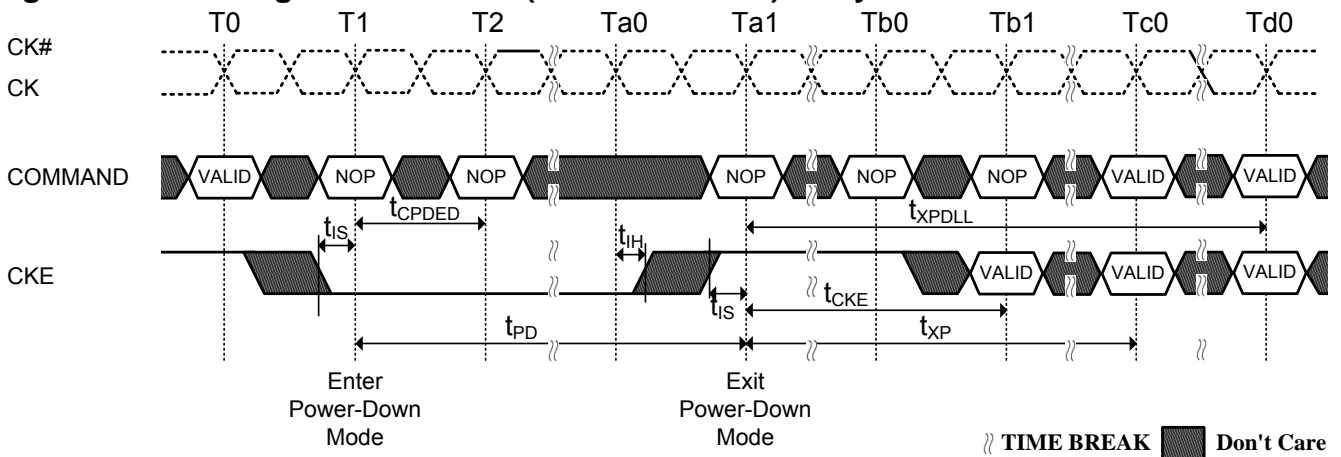 T0 T1 T2 Ta0 Ta1 Tb0 Tb1 Tc0 Td0
CK#
CK
COMMAND VALID NOP NOP NOP NOP NOP VALID VALID
tIS tCPDED tIH tXPDLL
CKE VALID VALID VALID
tIS tCKE
tPD tXP
Enter
Power-Down
Mode
Exit
Power-Down
Mode
TIME BREAK Don't Care